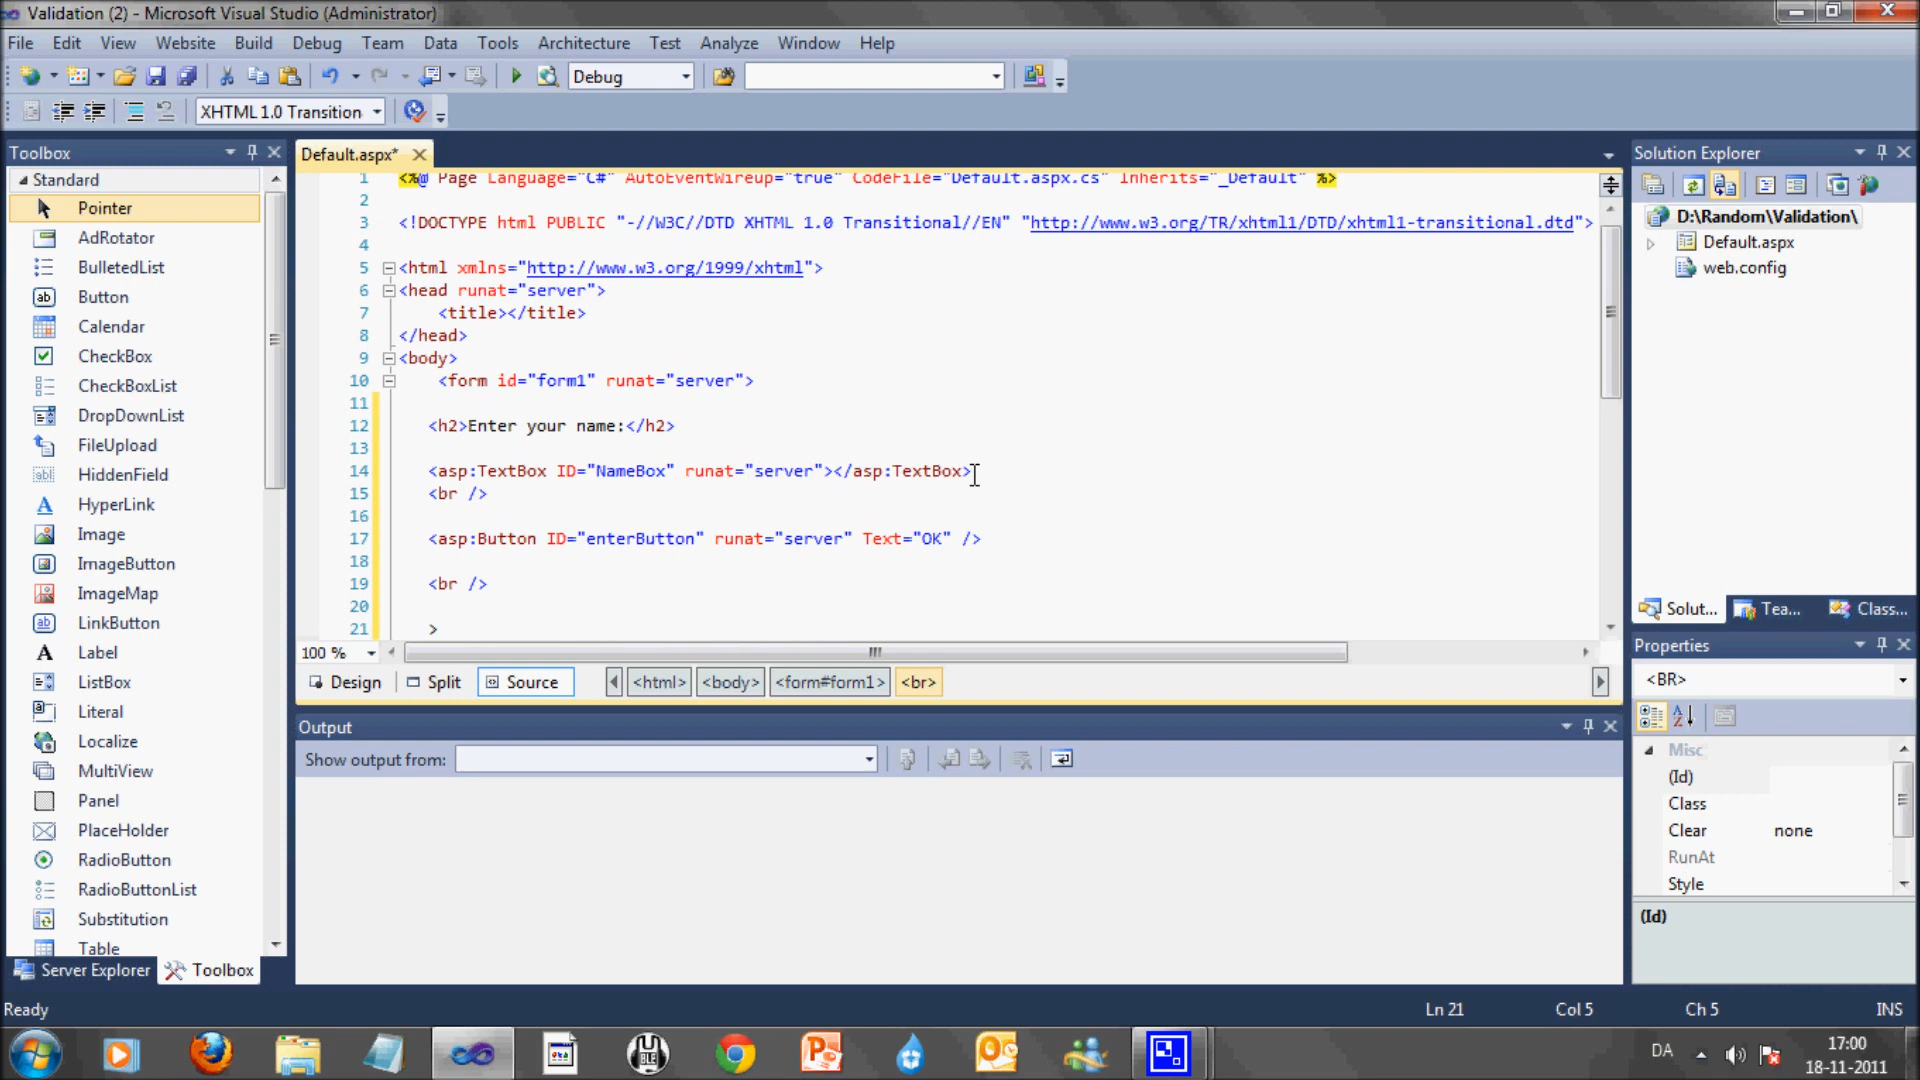 Validation (2) - Microsoft Visual Studio (Administrator)
File Edit View Website Build Debug Team Data Tools Architecture Test Analyze Window Help
Debug
XHTML 1.0 Transition
Toolbox
Standard
Pointer
AdRotator
BulletedList
Button
Calendar
CheckBox
CheckBoxList
DropDownList
FileUpload
HiddenField
HyperLink
Image
ImageButton
ImageMap
LinkButton
Label
ListBox
Literal
Localize
MultiView
Panel
PlaceHolder
RadioButton
RadioButtonList
Substitution
Table
Server Explorer Toolbox
Default.aspx*
1 <%@ Page Language="C#" AutoEventWireup="true" CodeFile="Default.aspx.cs" Inherits="_Default" %>
2
3 <!DOCTYPE html PUBLIC "-//W3C//DTD XHTML 1.0 Transitional//EN" "http://www.w3.org/TR/xhtml1/DTD/xhtml1-transitional.dtd">
4
5 <html xmlns="http://www.w3.org/1999/xhtml">
6 <head runat="server">
7 <title></title>
8 </head>
9 <body>
10 <form id="form1" runat="server">
11
12 <h2>Enter your name:</h2>
13
14 <asp:TextBox ID="NameBox" runat="server"></asp:TextBox>
15 <br />
16
17 <asp:Button ID="enterButton" runat="server" Text="OK" />
18
19 <br />
20
21 >
100 %
Design Split Source <html> <body> <form#form1> <br>
Output
Show output from:
Solution Explorer
D:\Random\Validation\
Default.aspx
web.config
Solut... Tea... Class...
Properties
<BR>
Misc
(Id)
Class
Clear none
RunAt
Style
(Id)
Ready Ln 21 Col 5 Ch 5 INS
DA 17:00
18-11-2011